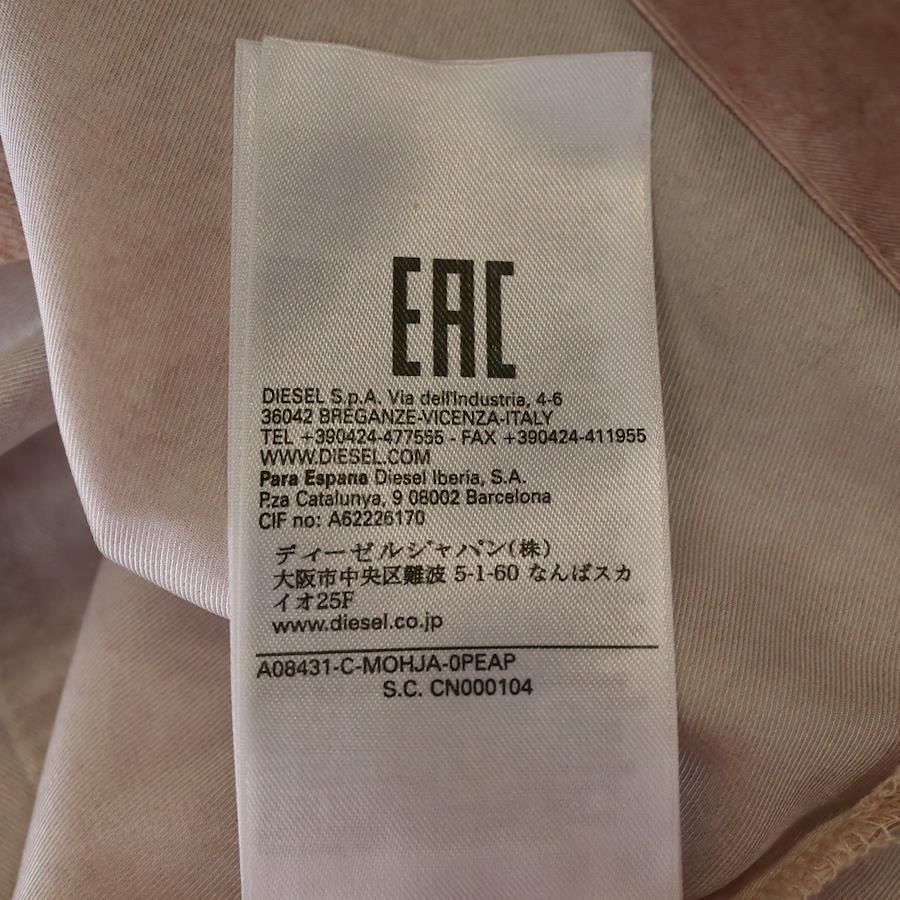 EAC
DIESEL S.p.A. Via dell'Industria, 4-6
36042 BREGANZE-VICENZA-ITALY
TEL +390424-477555 - FAX +390424-411955
WWW.DIESEL.COM
Para Espana Diesel Iberia, S.A.
P.za Catalunya, 9 08002 Barcelona
CIF no: A62226170
ディーゼルジャパン(株)
大阪市中央区難波 5-1-60 なんばスカ
イオ25F
www.diesel.co.jp
A08431-C-MOHJA-0PEAP
S.C. CN000104